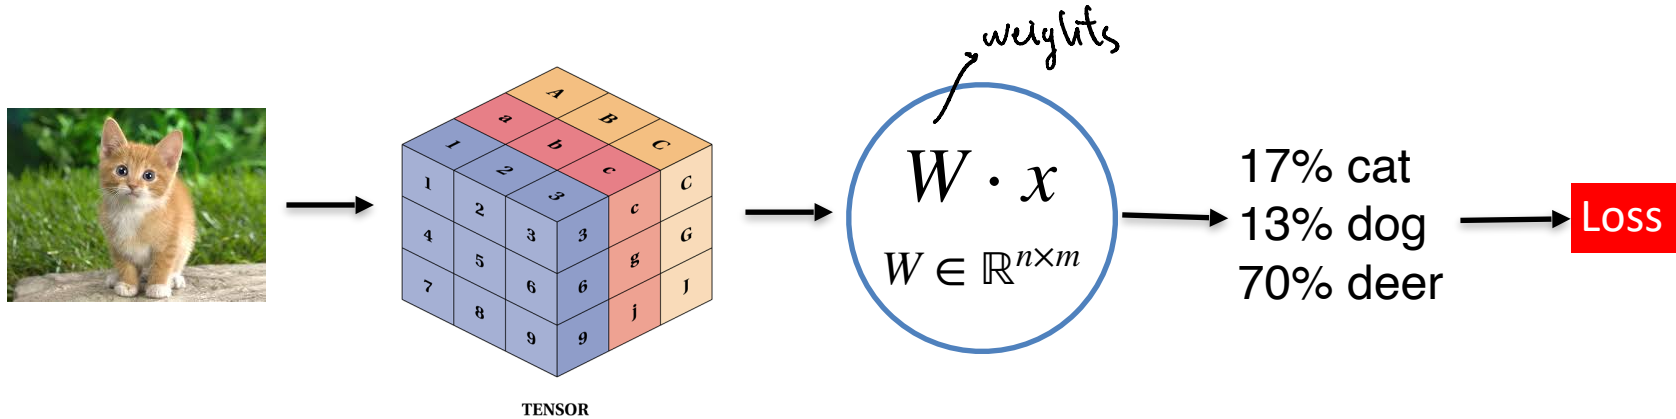 weights
A
B
C
a
b
c
1
2
3
1
2
3
4
5
6
7
8
9
3
6
9
c
g
j
C
G
J
TENSOR
W · x
W ∈ ℝ^{n×m}
17% cat
13% dog
70% deer
Loss